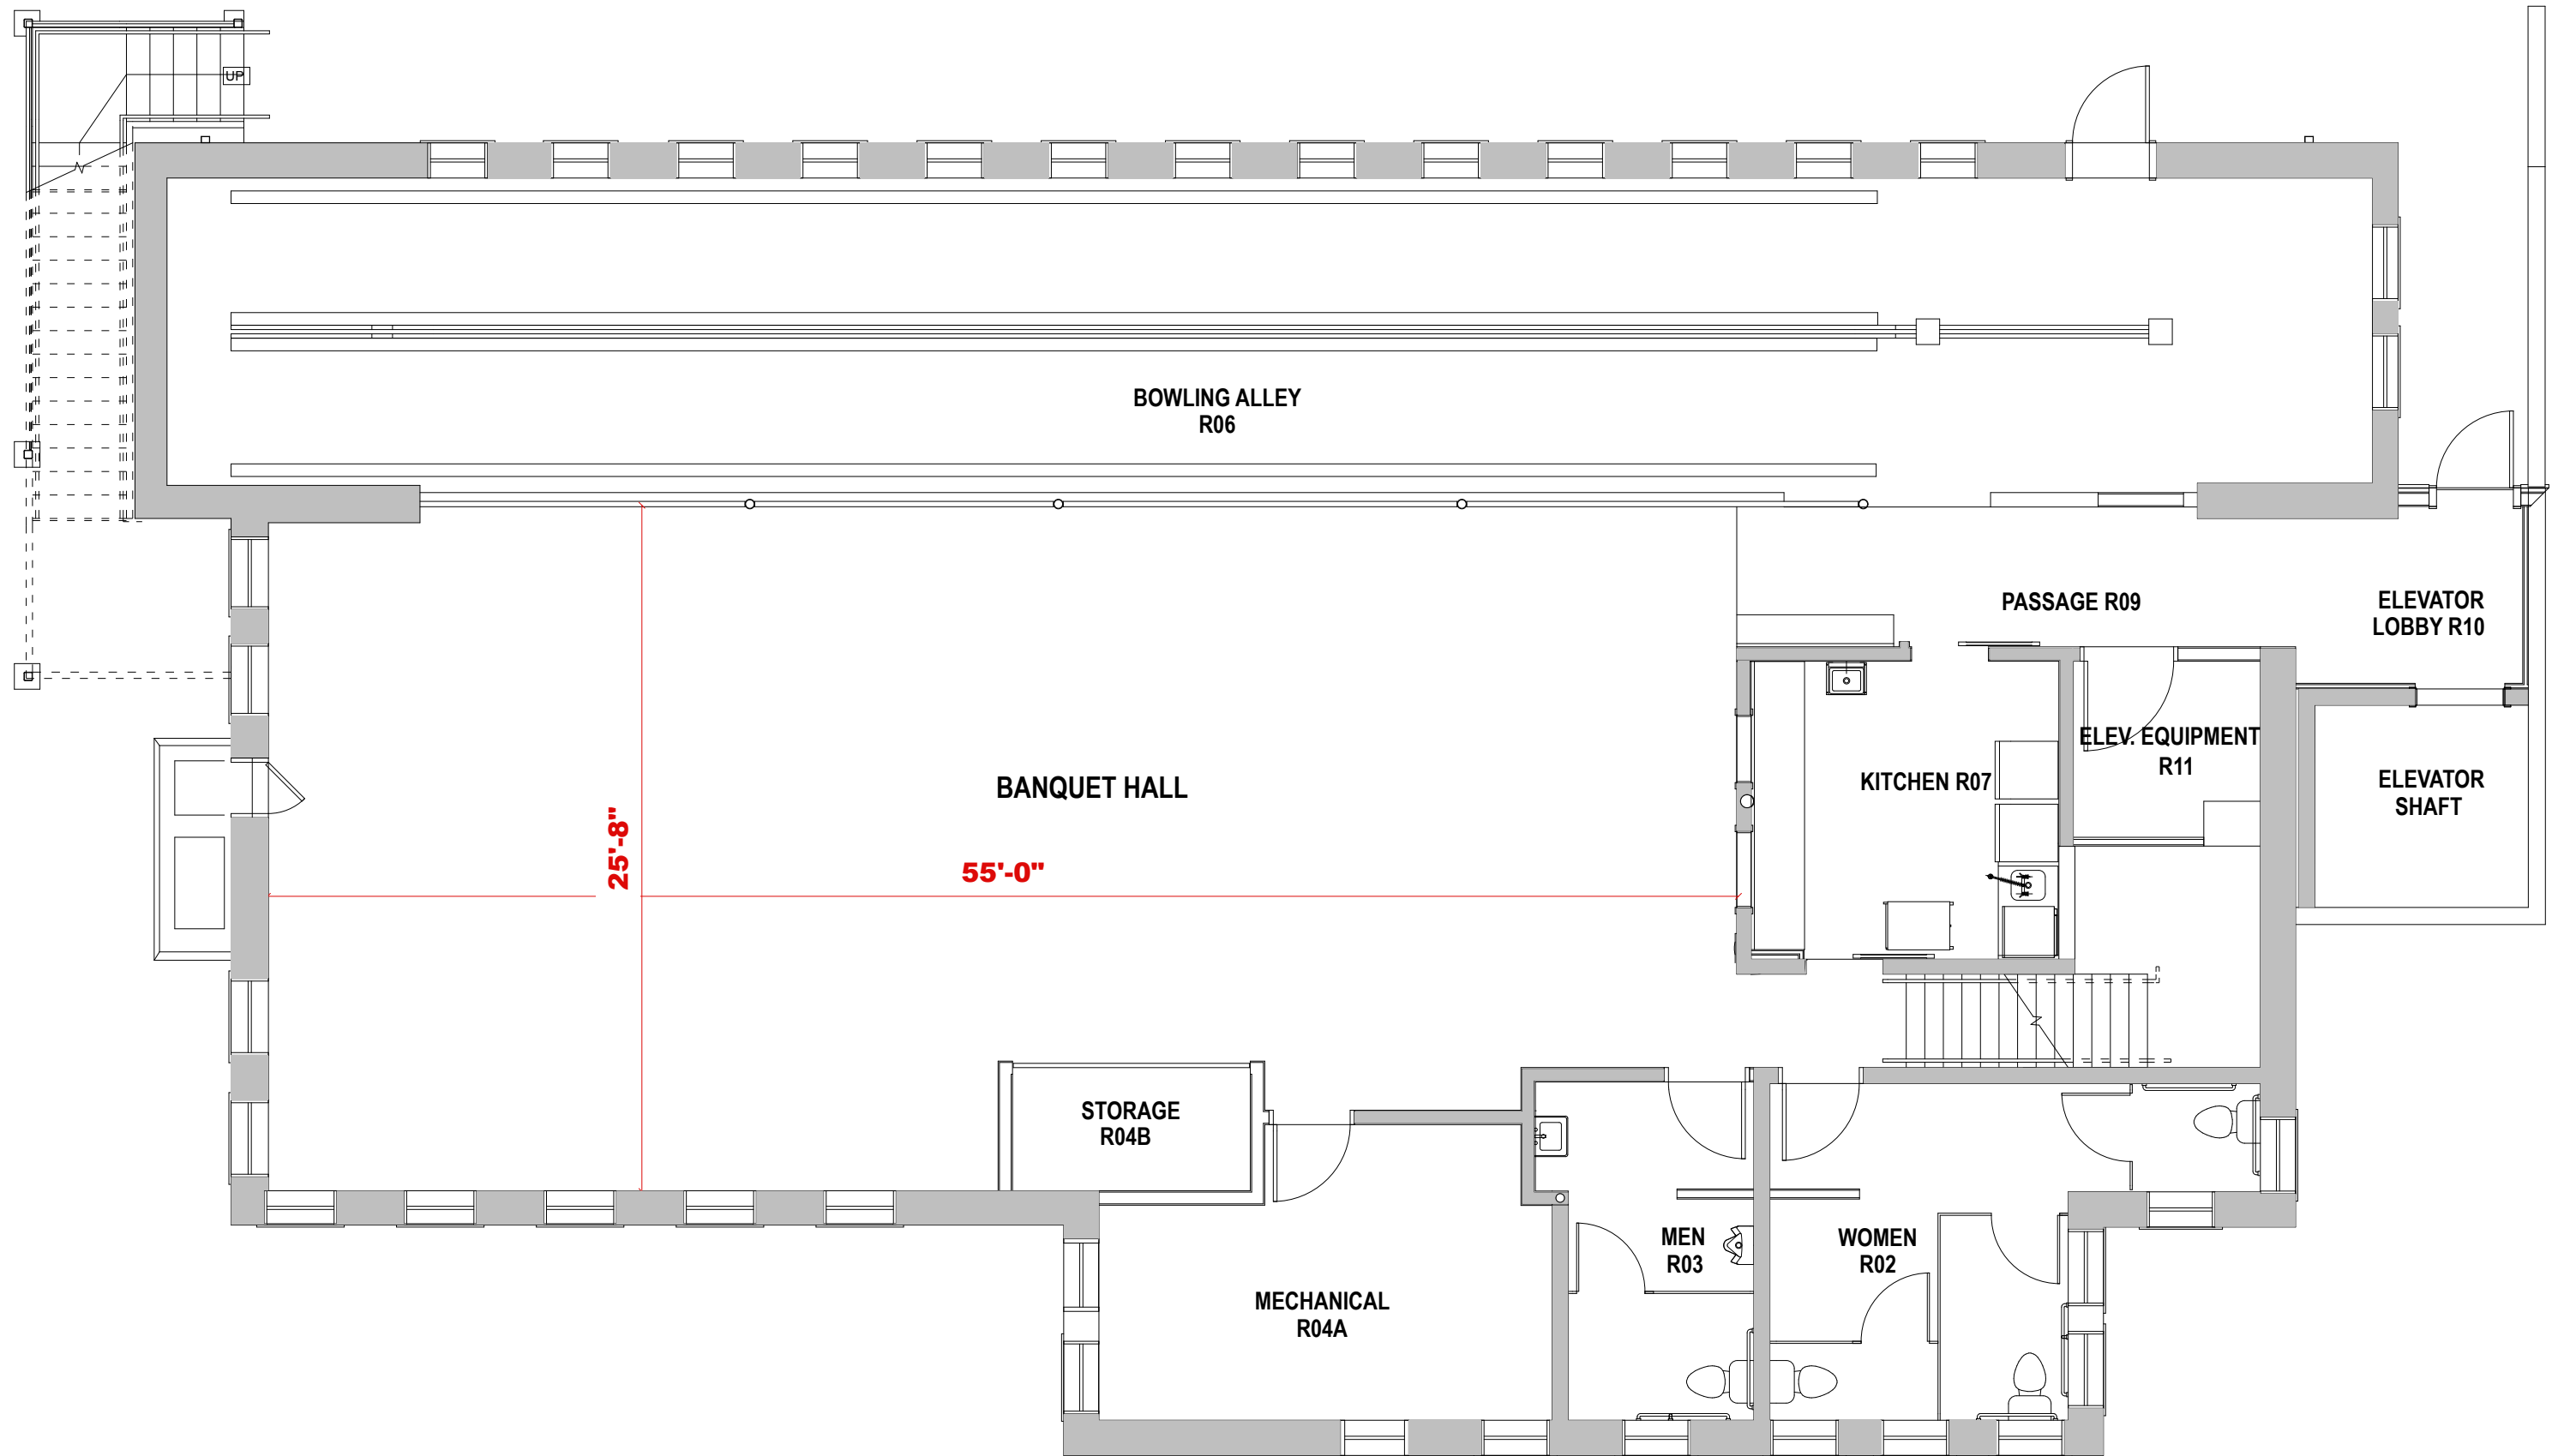 UP
BOWLING ALLEY
R06
PASSAGE R09
ELEVATOR
LOBBY R10
ELEV. EQUIPMENT
R11
KITCHEN R07
ELEVATOR
SHAFT
BANQUET HALL
25'-8"
55'-0"
STORAGE
R04B
MEN
R03
WOMEN
R02
MECHANICAL
R04A